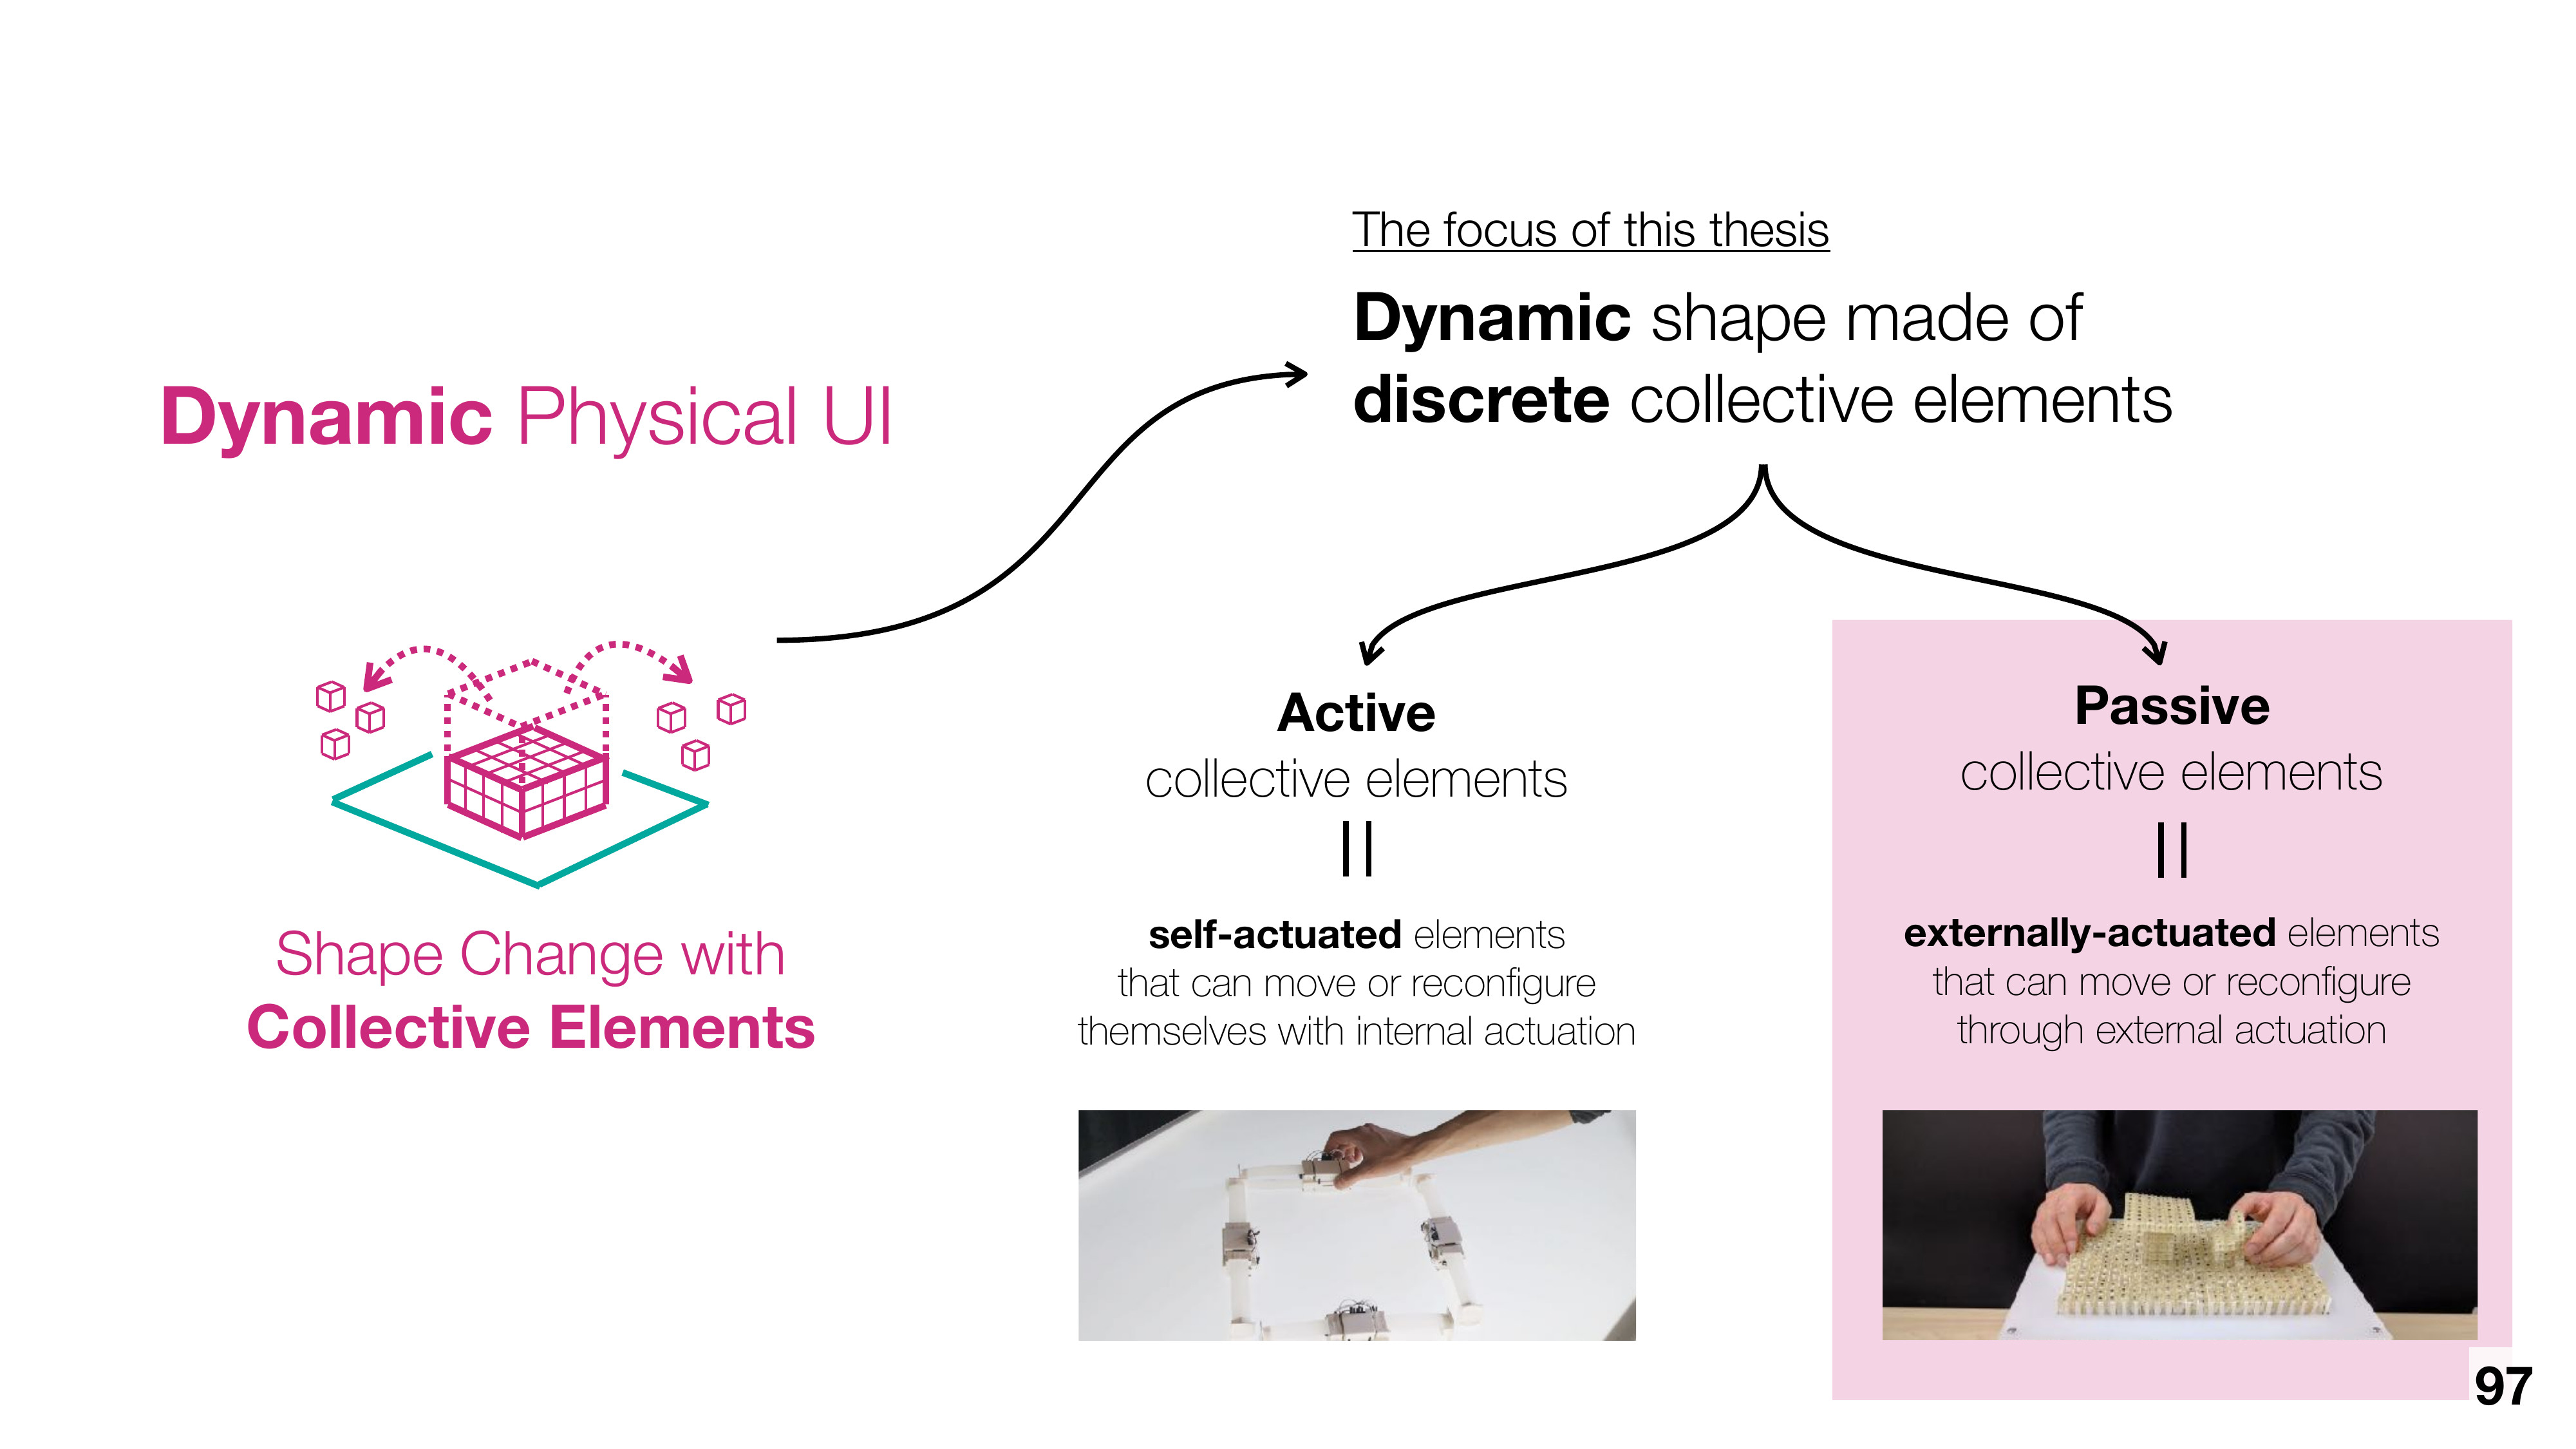 Dynamic Physical UI
Shape Change with
Collective Elements
The focus of this thesis
Dynamic shape made of
discrete collective elements
Active
collective elements
self-actuated elements
that can move or reconfigure
themselves with internal actuation
Passive
collective elements
externally-actuated elements
that can move or reconfigure
through external actuation
97